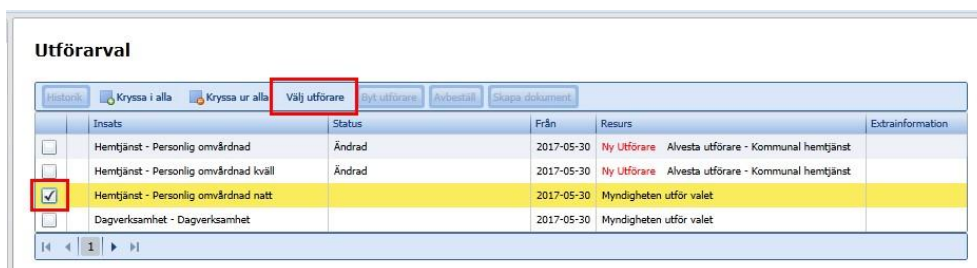 Utförarval
Historik Kryssa i alla Kryssa ur alla Välj utförare Byt utförare Avbeställ Skapa dokument
Insats Status Från Resurs Extrainformation
Hemtjänst - Personlig omvårdnad Ändrad 2017-05-30 Ny Utförare Alvesta utförare - Kommunal hemtjänst
Hemtjänst - Personlig omvårdnad kväll Ändrad 2017-05-30 Ny Utförare Alvesta utförare - Kommunal hemtjänst
Hemtjänst - Personlig omvårdnad natt 2017-05-30 Myndigheten utför valet
Dagverksamhet - Dagverksamhet 2017-05-30 Myndigheten utför valet
1